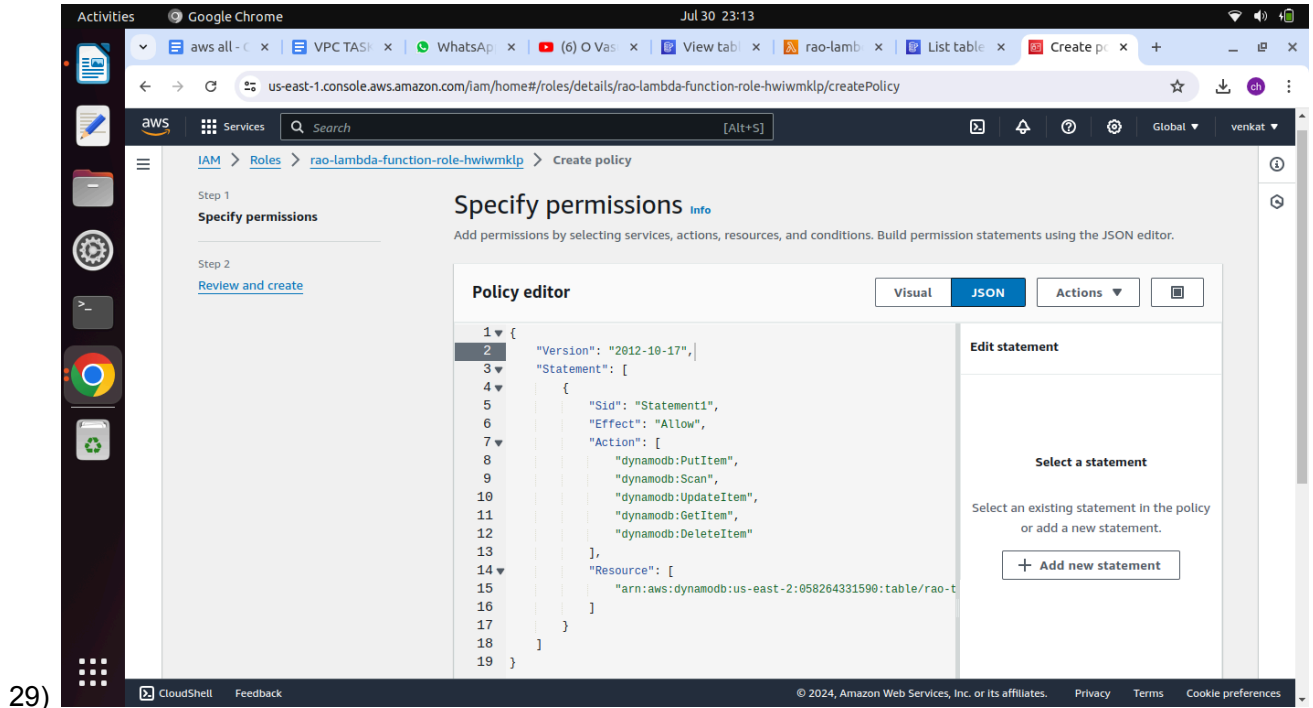 Activities Google Chrome Jul 30 23:13
aws all - VPC TASK WhatsAp (6) O Vas View tabl rao-lamb List table Create po
us-east-1.console.aws.amazon.com/iam/home#/roles/details/rao-lambda-function-role-hwiwmklp/createPolicy ch
aws Services Search [Alt+S] Global venkat
IAM > Roles > rao-lambda-function-role-hwiwmklp > Create policy
Step 1
Specify permissions
Step 2
Review and create
Specify permissions Info
Add permissions by selecting services, actions, resources, and conditions. Build permission statements using the JSON editor.
Policy editor Visual JSON Actions
1 {
2 "Version": "2012-10-17",
3 "Statement": [
4 {
5 "Sid": "Statement1",
6 "Effect": "Allow",
7 "Action": [
8 "dynamodb:PutItem",
9 "dynamodb:Scan",
10 "dynamodb:UpdateItem",
11 "dynamodb:GetItem",
12 "dynamodb:DeleteItem"
13 ],
14 "Resource": [
15 "arn:aws:dynamodb:us-east-2:058264331590:table/rao-t
16 ]
17 }
18 ]
19 }
Edit statement
Select a statement
Select an existing statement in the policy
or add a new statement.
+ Add new statement
29)
CloudShell Feedback © 2024, Amazon Web Services, Inc. or its affiliates. Privacy Terms Cookie preferences